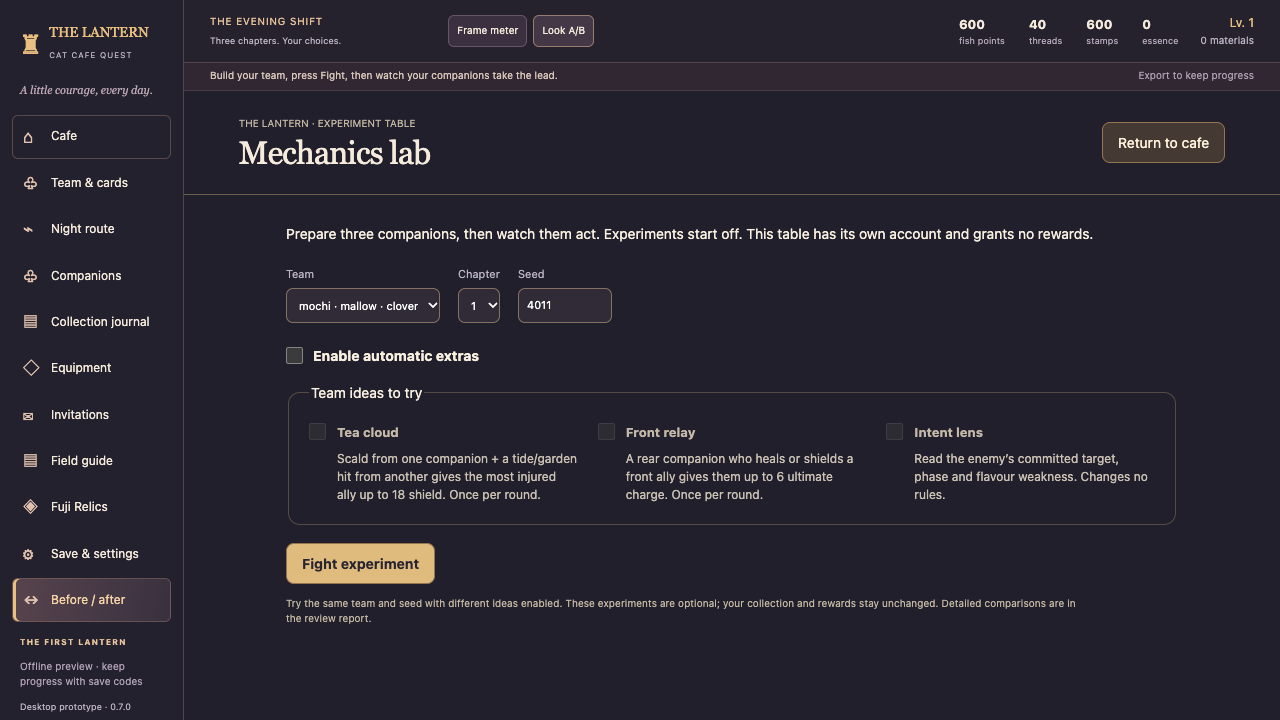 THE LANTERN
CAT CAFE QUEST
A little courage, every day.
Cafe
Team & cards
Night route
Companions
Collection journal
Equipment
Invitations
Field guide
Fuji Relics
Save & settings
Before / after
THE FIRST LANTERN
Offline preview · keep
progress with save codes
Desktop prototype · 0.7.0
THE EVENING SHIFT
Three chapters. Your choices.
Frame meter
Look A/B
600
fish points
40
threads
600
stamps
0
essence
Lv. 1
0 materials
Build your team, press Fight, then watch your companions take the lead.
Export to keep progress
THE LANTERN · EXPERIMENT TABLE
Mechanics lab
Return to cafe
Prepare three companions, then watch them act. Experiments start off. This table has its own account and grants no rewards.
Team
Chapter
Seed
mochi · mallow · clover
1
4011
Enable automatic extras
Team ideas to try
Tea cloud
Scald from one companion + a tide/garden
hit from another gives the most injured
ally up to 18 shield. Once per round.
Front relay
A rear companion who heals or shields a
front ally gives them up to 6 ultimate
charge. Once per round.
Intent lens
Read the enemy's committed target,
phase and flavour weakness. Changes no
rules.
Fight experiment
Try the same team and seed with different ideas enabled. These experiments are optional; your collection and rewards stay unchanged. Detailed comparisons are in
the review report.